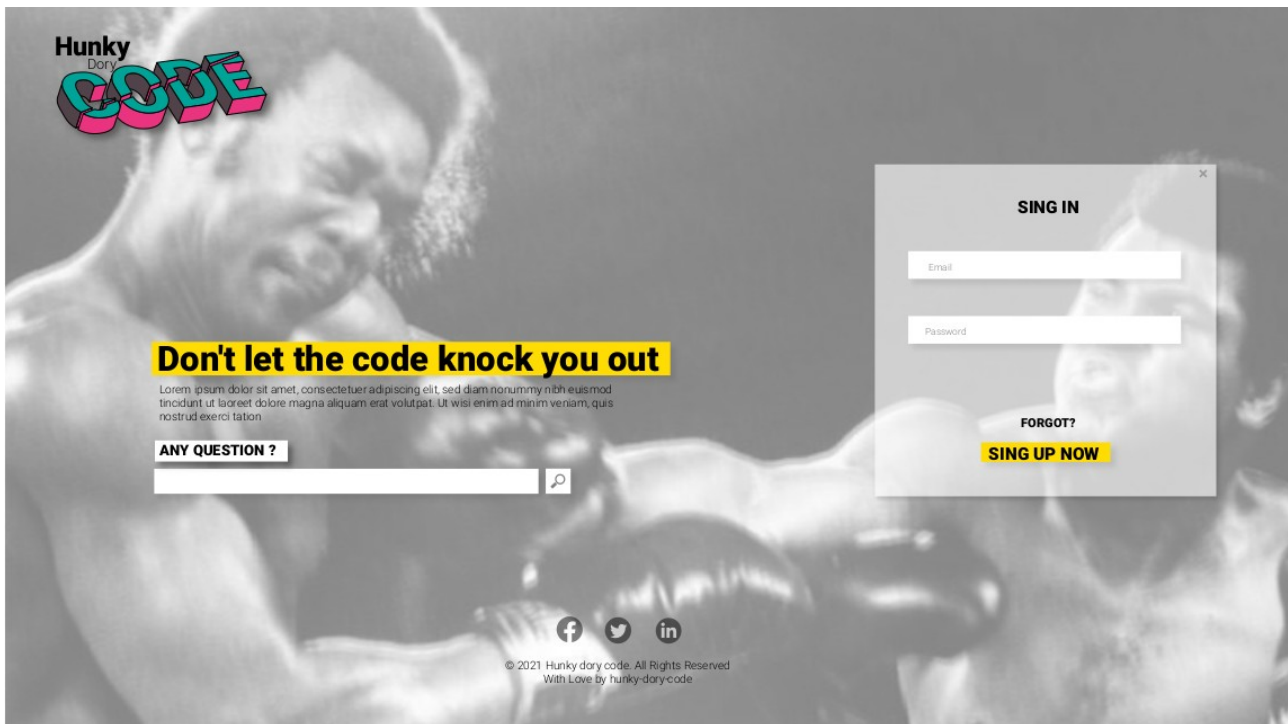 Hunky
Dory
CODE
SING IN
Email
Password
Don't let the code knock you out
Lorem ipsum dolor sit amet, consectetuer adipiscing elit, sed diam nonummy nibh euismod
tincidunt ut laoreet dolore magna aliquam erat volutpat. Ut wisi enim ad minim veniam, quis
nostrud exerci tation
ANY QUESTION ?
FORGOT?
SING UP NOW
© 2021 Hunky dory code. All Rights Reserved
With Love by hunky-dory-code